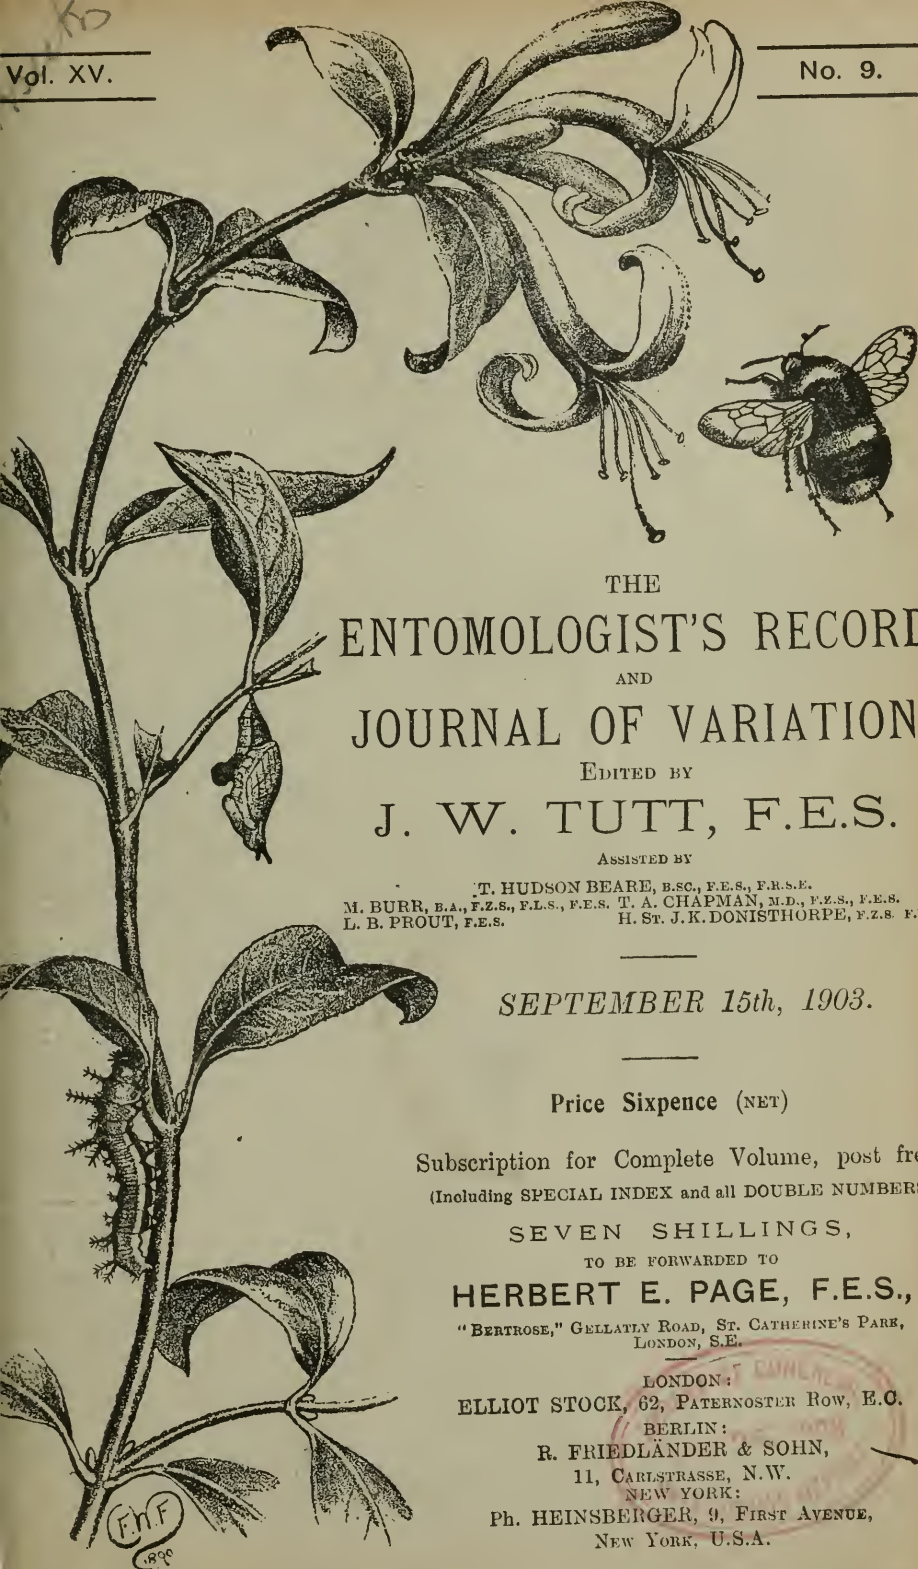 Vol. XV.
No. 9.
THE
ENTOMOLOGIST'S RECORD
AND
JOURNAL OF VARIATION
EDITED BY
J. W. TUTT, F.E.S.
ASSISTED BY
T. HUDSON BEARE, B.SC., F.E.S., F.R.S.E.
M. BURR, B.A., F.Z.S., F.L.S., F.E.S. T. A. CHAPMAN, M.D., F.Z.S., F.E.S.
L. B. PROUT, F.E.S. H. ST. J. K. DONISTHORPE, F.Z.S. F.
SEPTEMBER 15th, 1903.
Price Sixpence (NET)
Subscription for Complete Volume, post fre
(Including SPECIAL INDEX and all DOUBLE NUMBERS
SEVEN SHILLINGS,
TO BE FORWARDED TO
HERBERT E. PAGE, F.E.S.,
"BERTROSE," GELLATLY ROAD, ST. CATHERINE'S PARK,
LONDON, S.E.
LONDON:
ELLIOT STOCK, 62, PATERNOSTER ROW, E.C.
BERLIN:
R. FRIEDLÄNDER & SOHN,
11, CARLSTRASSE, N.W.
NEW YORK:
Ph. HEINSBERGER, 9, FIRST AVENUE,
NEW YORK, U.S.A.
F.N.F
1890